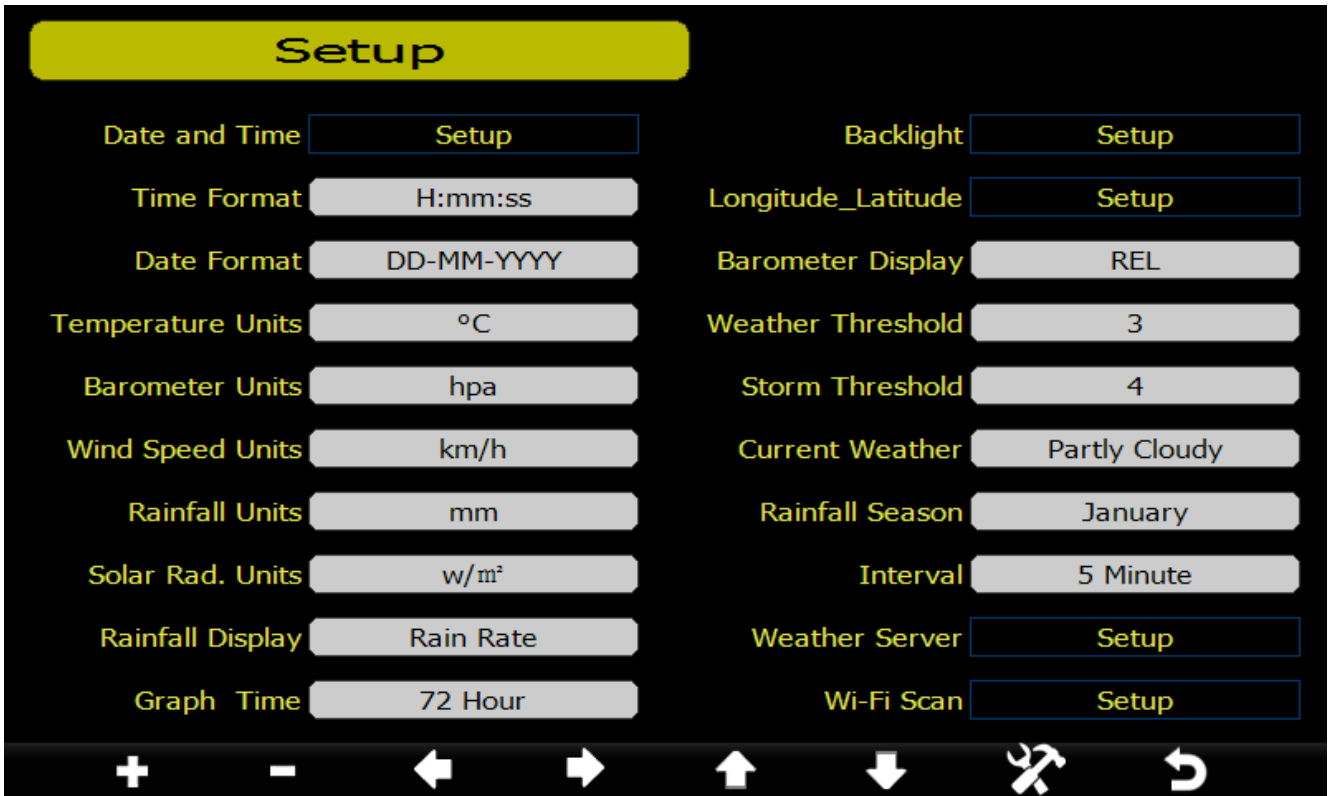 Setup
Date and Time Setup
Time Format H:mm:ss
Date Format DD-MM-YYYY
Temperature Units °C
Barometer Units hpa
Wind Speed Units km/h
Rainfall Units mm
Solar Rad. Units w/m²
Rainfall Display Rain Rate
Graph Time 72 Hour
Backlight Setup
Longitude_Latitude Setup
Barometer Display REL
Weather Threshold 3
Storm Threshold 4
Current Weather Partly Cloudy
Rainfall Season January
Interval 5 Minute
Weather Server Setup
Wi-Fi Scan Setup